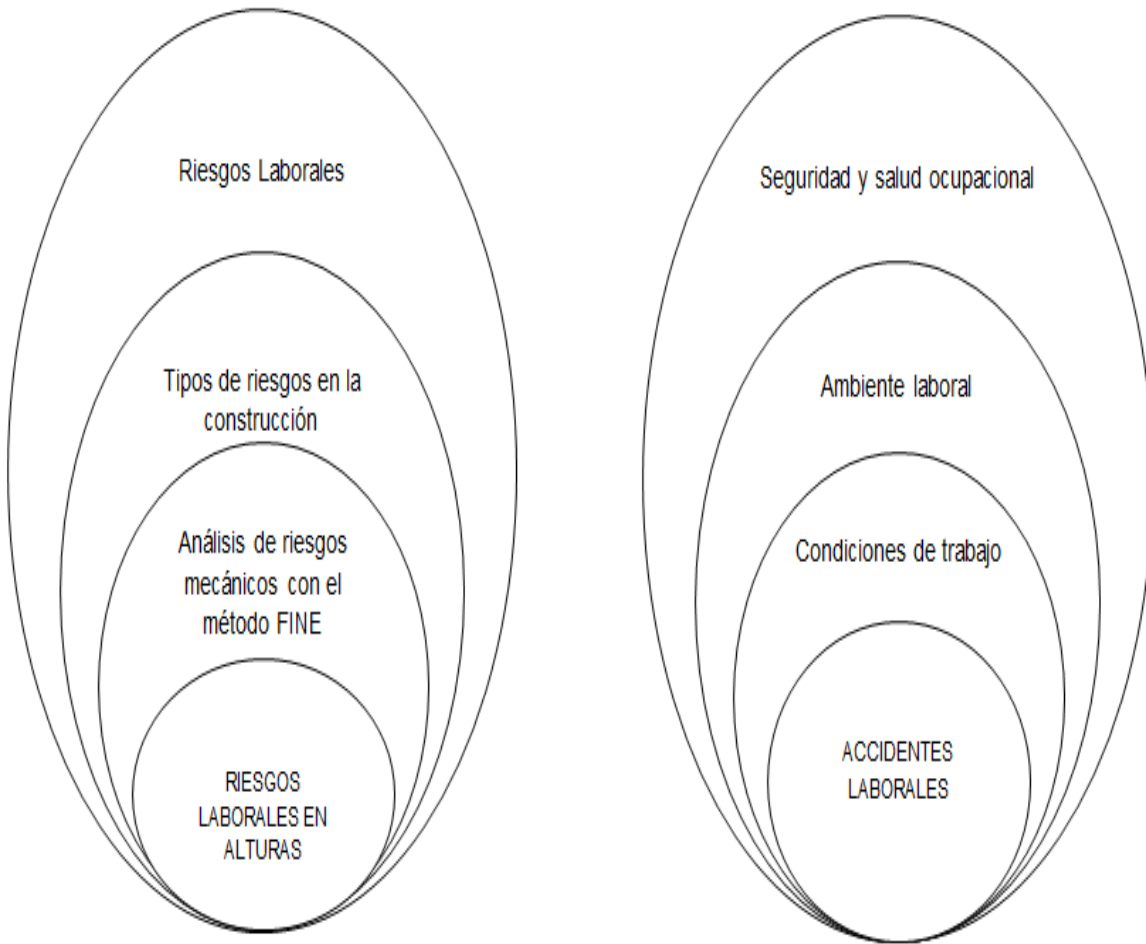 Riesgos Laborales
Tipos de riesgos en la
construcción
Análisis de riesgos
mecánicos con el
método FINE
RIESGOS
LABORALES EN
ALTURAS
Seguridad y salud ocupacional
Ambiente laboral
Condiciones de trabajo
ACCIDENTES
LABORALES